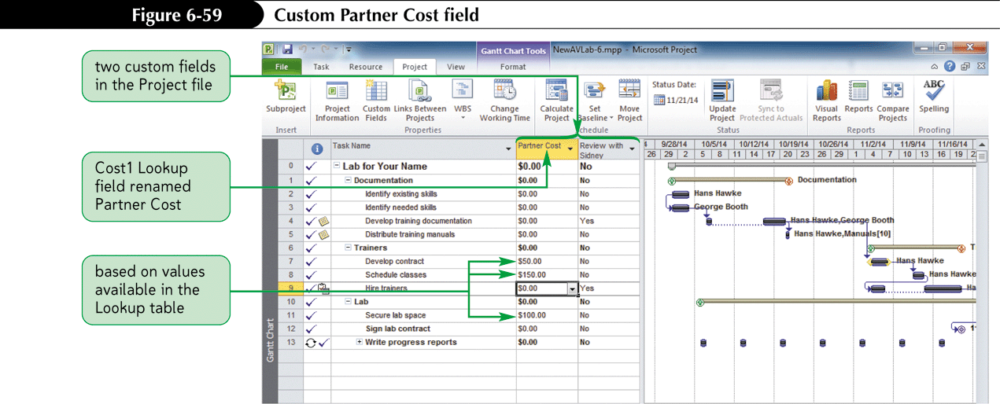 Figure 6-59 Custom Partner Cost field
two custom fields
in the Project file
Cost1 Lookup
field renamed
Partner Cost
based on values
available in the
Lookup table
Gantt Chart Tools NewAVLab-6.mpp - Microsoft Project
File Task Resource Project View Format
Subproject
Project
Information
Custom
Fields
Links Between
Projects
WBS
Change
Working Time
Calculate
Project
Set
Baseline
Move
Project
Status Date:
11/21/14
Update
Project
Sync to
Protected Actuals
Visual
Reports
Reports
Compare
Projects
ABC
Spelling
Insert Properties chedule Status Reports Proofing
Task Name Partner Cost Review with
Sidney
4 9/28/14 10/5/14 10/12/14 10/19/14 10/26/14 11/2/14 11/9/14 11/16/14
26 29 2 5 8 11 14 17 20 23 26 29 1 4 7 10 13 16 19 2
0 Lab for Your Name $0.00 No
1 Documentation $0.00 No Documentation
2 Identify existing skills $0.00 No Hans Hawke
3 Identify needed skills $0.00 No George Booth
4 Develop training documentation $0.00 Yes Hans Hawke,George Booth
5 Distribute training manuals $0.00 No Hans Hawke,Manuals[10]
6 Trainers $0.00 No T
7 Develop contract $50.00 No Hans Hawke
8 Schedule classes $150.00 No Hans Hawke
9 Hire trainers $0.00 Yes Ha
10 Lab $0.00 No
11 Secure lab space $100.00 No
12 Sign lab contract $0.00 No
13 Write progress reports $0.00 No
Gantt Chart